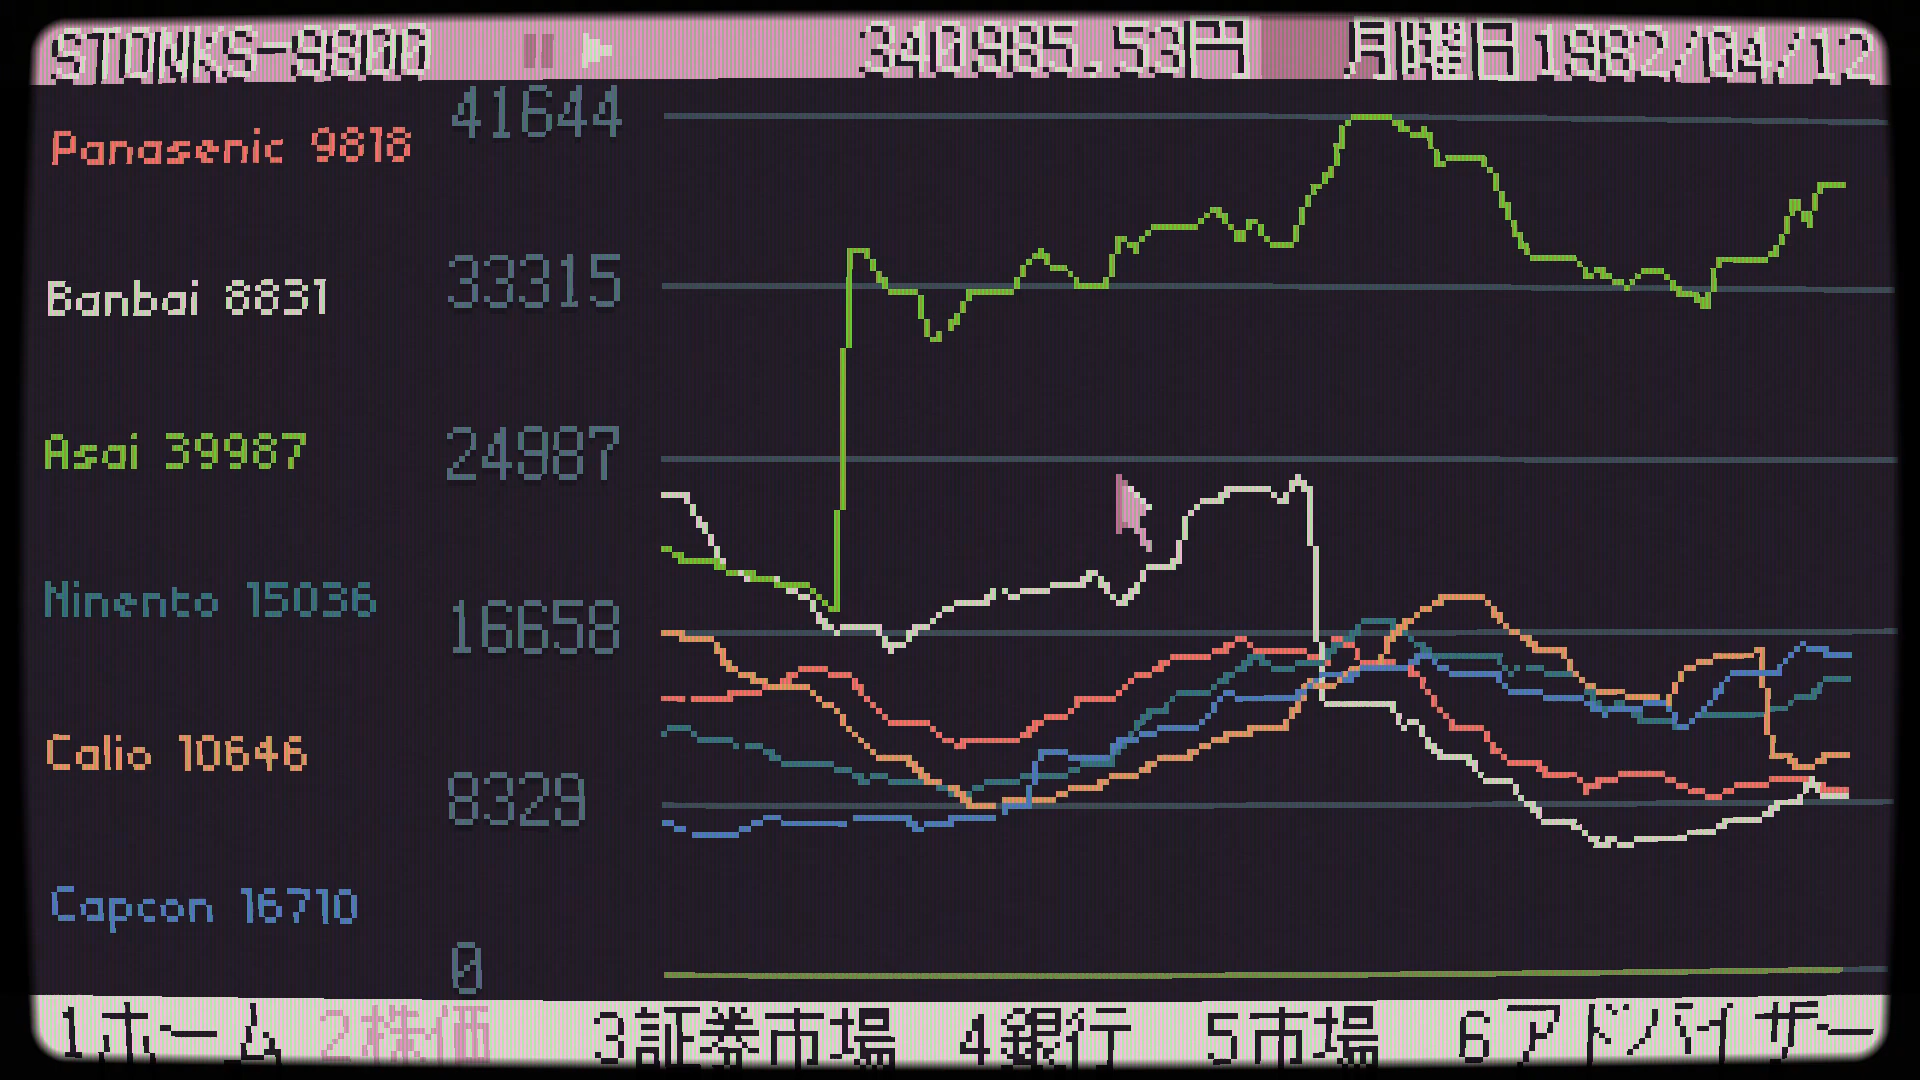 STONKS-9800 340985.53円 月曜日 1982/04/12
41644
Panasenic 9818
33315
Banbai 8831
24987
Asai 39987
16658
Ninento 15036
Calio 10646
8329
Capcon 16710
0
1ホーム 2株価 3証券市場 4銀行 5市場 6アドバイザー